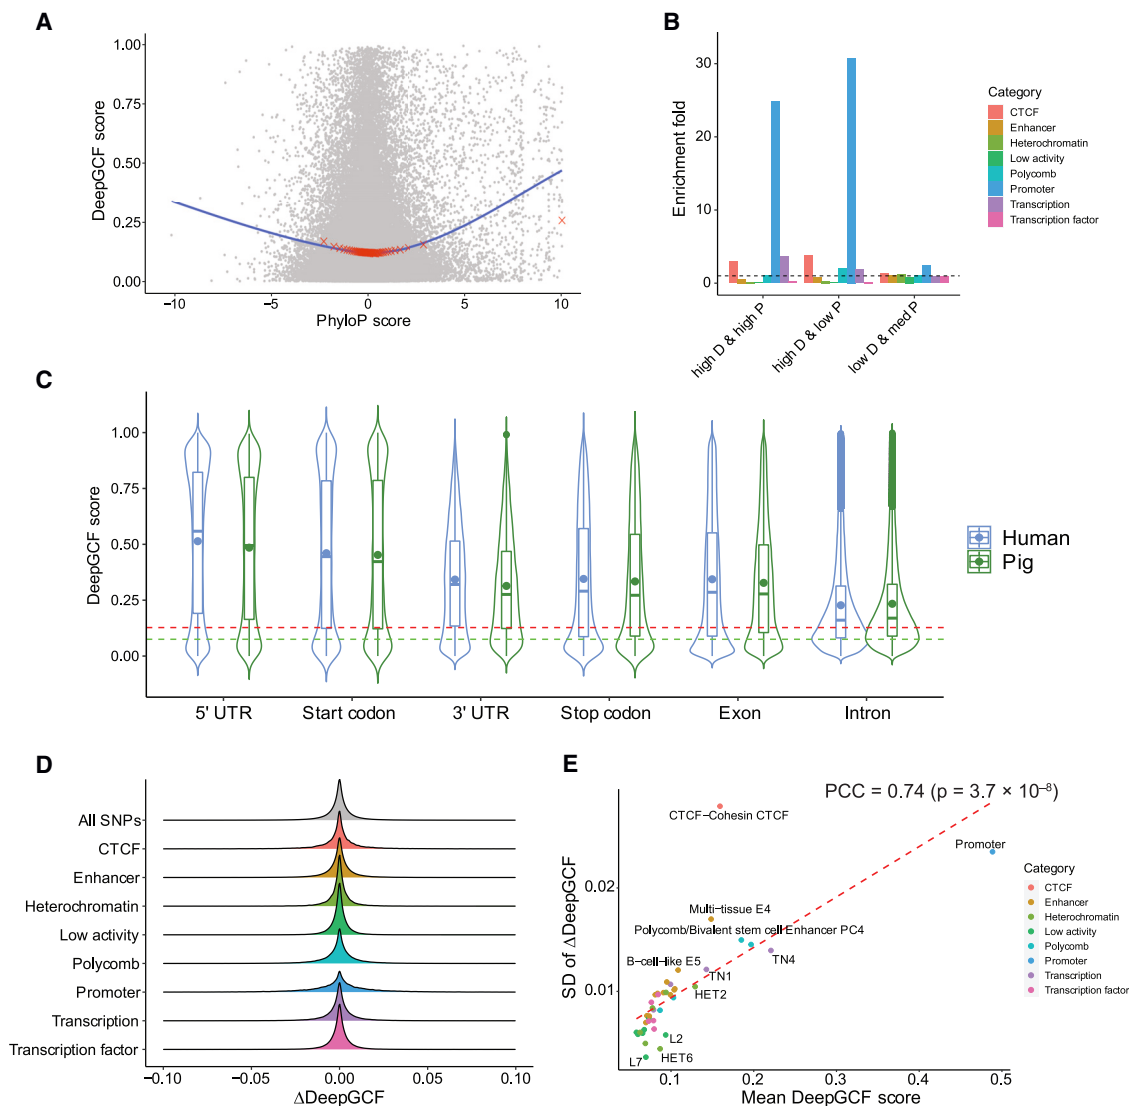 A
DeepGCF score
1.00
0.75
0.50
0.25
0.00
−10
−5
0
5
10
PhyloP score
B
Enrichment fold
30
20
10
0
high D & high P
high D & low P
low D & med P
Category
CTCF
Enhancer
Heterochromatin
Low activity
Polycomb
Promoter
Transcription
Transcription factor
C
DeepGCF score
1.00
0.75
0.50
0.25
0.00
5' UTR
Start codon
3' UTR
Stop codon
Exon
Intron
Human
Pig
D
All SNPs
CTCF
Enhancer
Heterochromatin
Low activity
Polycomb
Promoter
Transcription
Transcription factor
−0.10
−0.05
0.00
0.05
0.10
ΔDeepGCF
E
PCC = 0.74 (p = 3.7 × 10⁻⁸)
SD of ΔDeepGCF
0.02
0.01
CTCF−Cohesin CTCF
Promoter
Multi−tissue E4
Polycomb/Bivalent stem cell Enhancer PC4
B−cell−like E5
TN1
TN4
HET2
L2
L7
HET6
0.1
0.2
0.3
0.4
0.5
Mean DeepGCF score
Category
CTCF
Enhancer
Heterochromatin
Low activity
Polycomb
Promoter
Transcription
Transcription factor